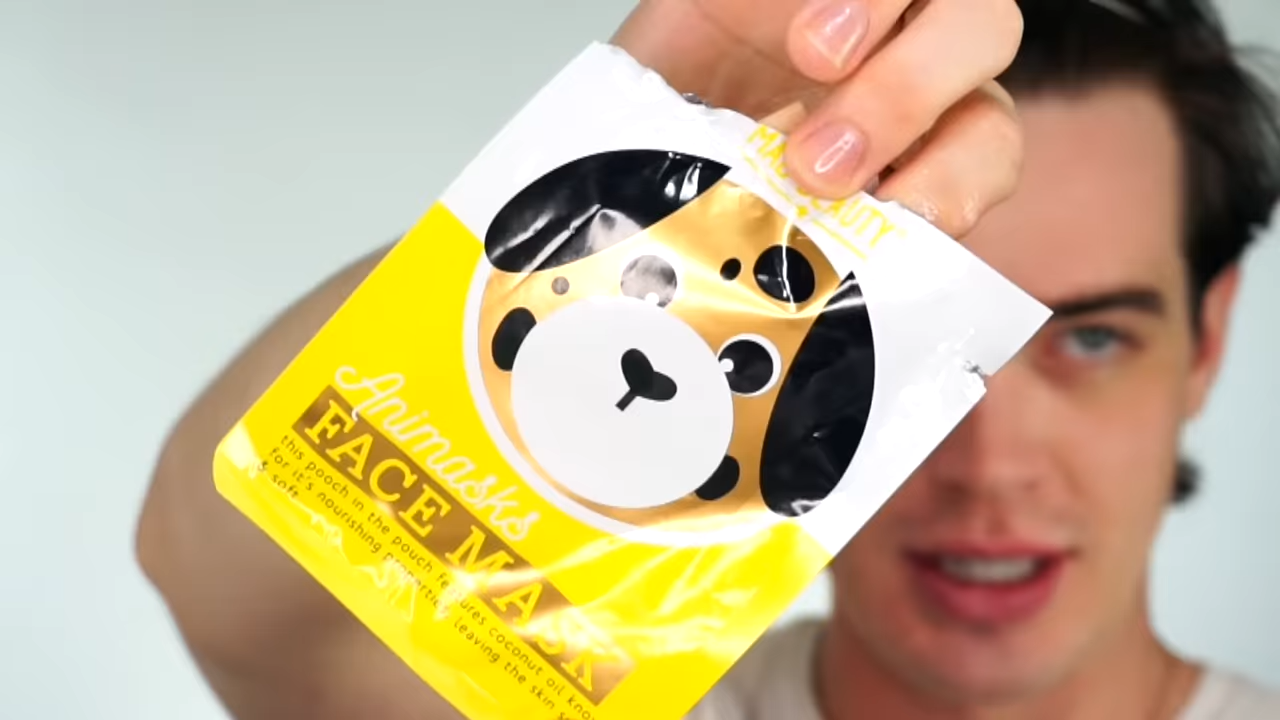 BEAUTY
Animasks
FACE MASK
this pooch in the pouch features coconut oil
for it's nourishing properties leaving the skin
& soft